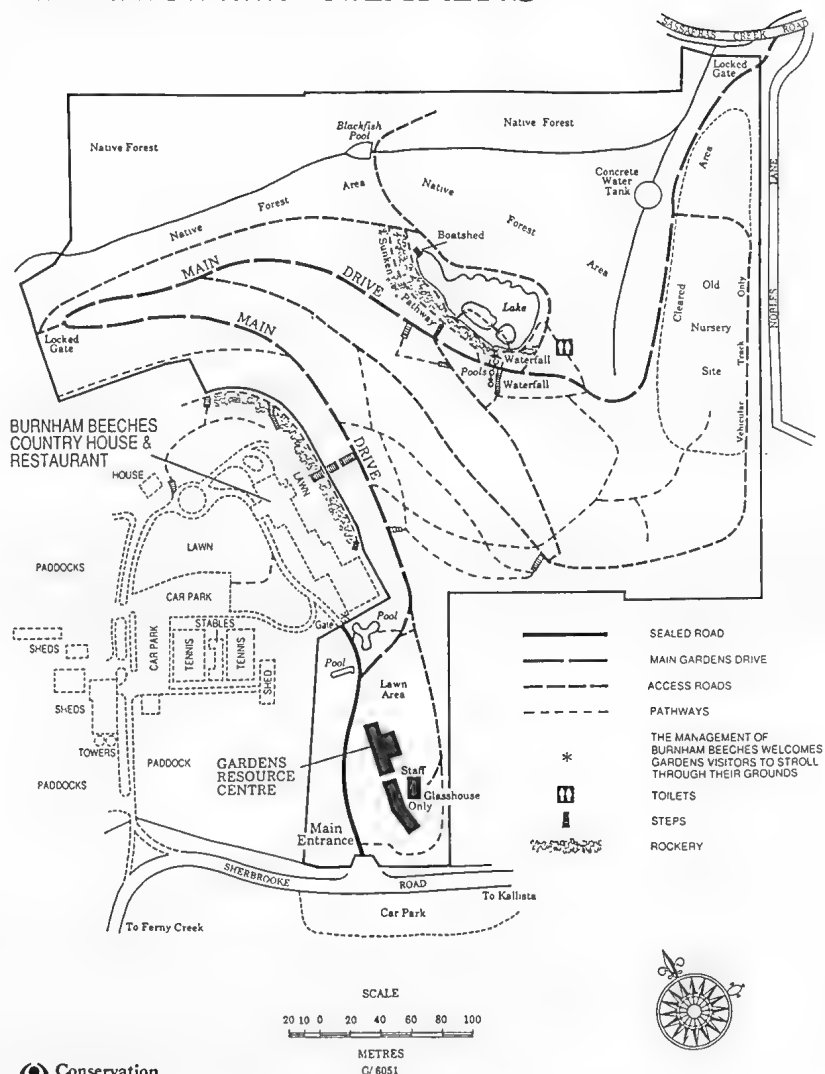 SASSAFRAS CREEK ROAD
Locked
Gate
Native Forest
Blackfish
Pool
Native Forest
Native Forest Area
Native
Forest
Area
Concrete
Water
Tank
Area
NOBLES LANE
Boatshed
Sunken
Pathway
Lake
MAIN DRIVE
MAIN DRIVE
Locked
Gate
Cleared
Old
Nursery
Site
Vehicular Track Only
Waterfall
Pools
Waterfall
BURNHAM BEECHES
COUNTRY HOUSE &
RESTAURANT
HOUSE
LAWN
LAWN
PADDOCKS
CAR PARK
STABLES
CAR PARK
TENNIS
TENNIS
SHED
SHEDS
SHEDS
TOWERS
PADDOCK
PADDOCKS
Gate
Pool
Pool
Lawn
Area
GARDENS
RESOURCE
CENTRE
Staff
Glasshouse
Only
Main
Entrance
SHERBROOKE ROAD
To Kallista
To Ferny Creek
Car Park
SEALED ROAD
MAIN GARDENS DRIVE
ACCESS ROADS
PATHWAYS
* THE MANAGEMENT OF
BURNHAM BEECHES WELCOMES
GARDENS VISITORS TO STROLL
THROUGH THEIR GROUNDS
TOILETS
STEPS
ROCKERY
SCALE
20 10 0 20 40 60 80 100
METRES
G/6051
Conservation